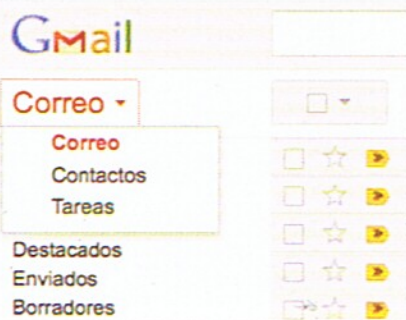 Gmail
Correo
Correo
Contactos
Tareas
Destacados
Enviados
Borradores